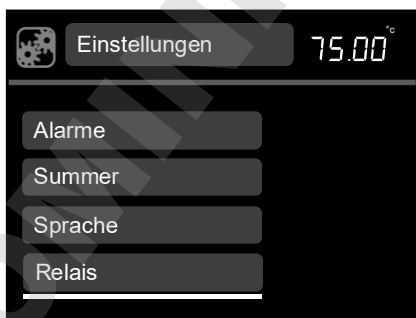 Einstellungen 75.00°c
Alarme
Summer
Sprache
Relais